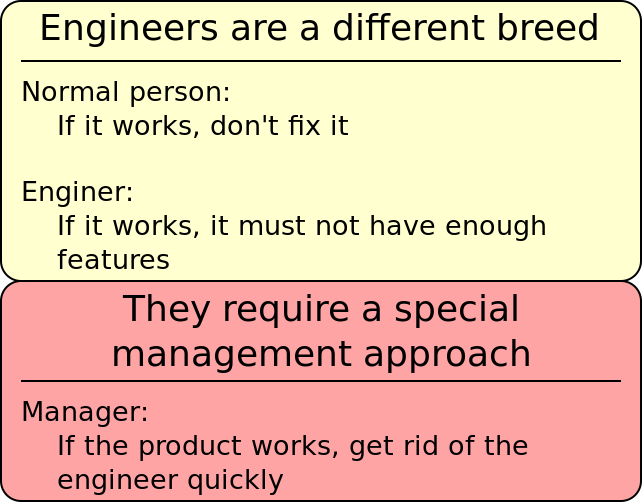 Engineers are a different breed
Normal person:
If it works, don't fix it
Enginer:
If it works, it must not have enough
features
They require a special
management approach
Manager:
If the product works, get rid of the
engineer quickly